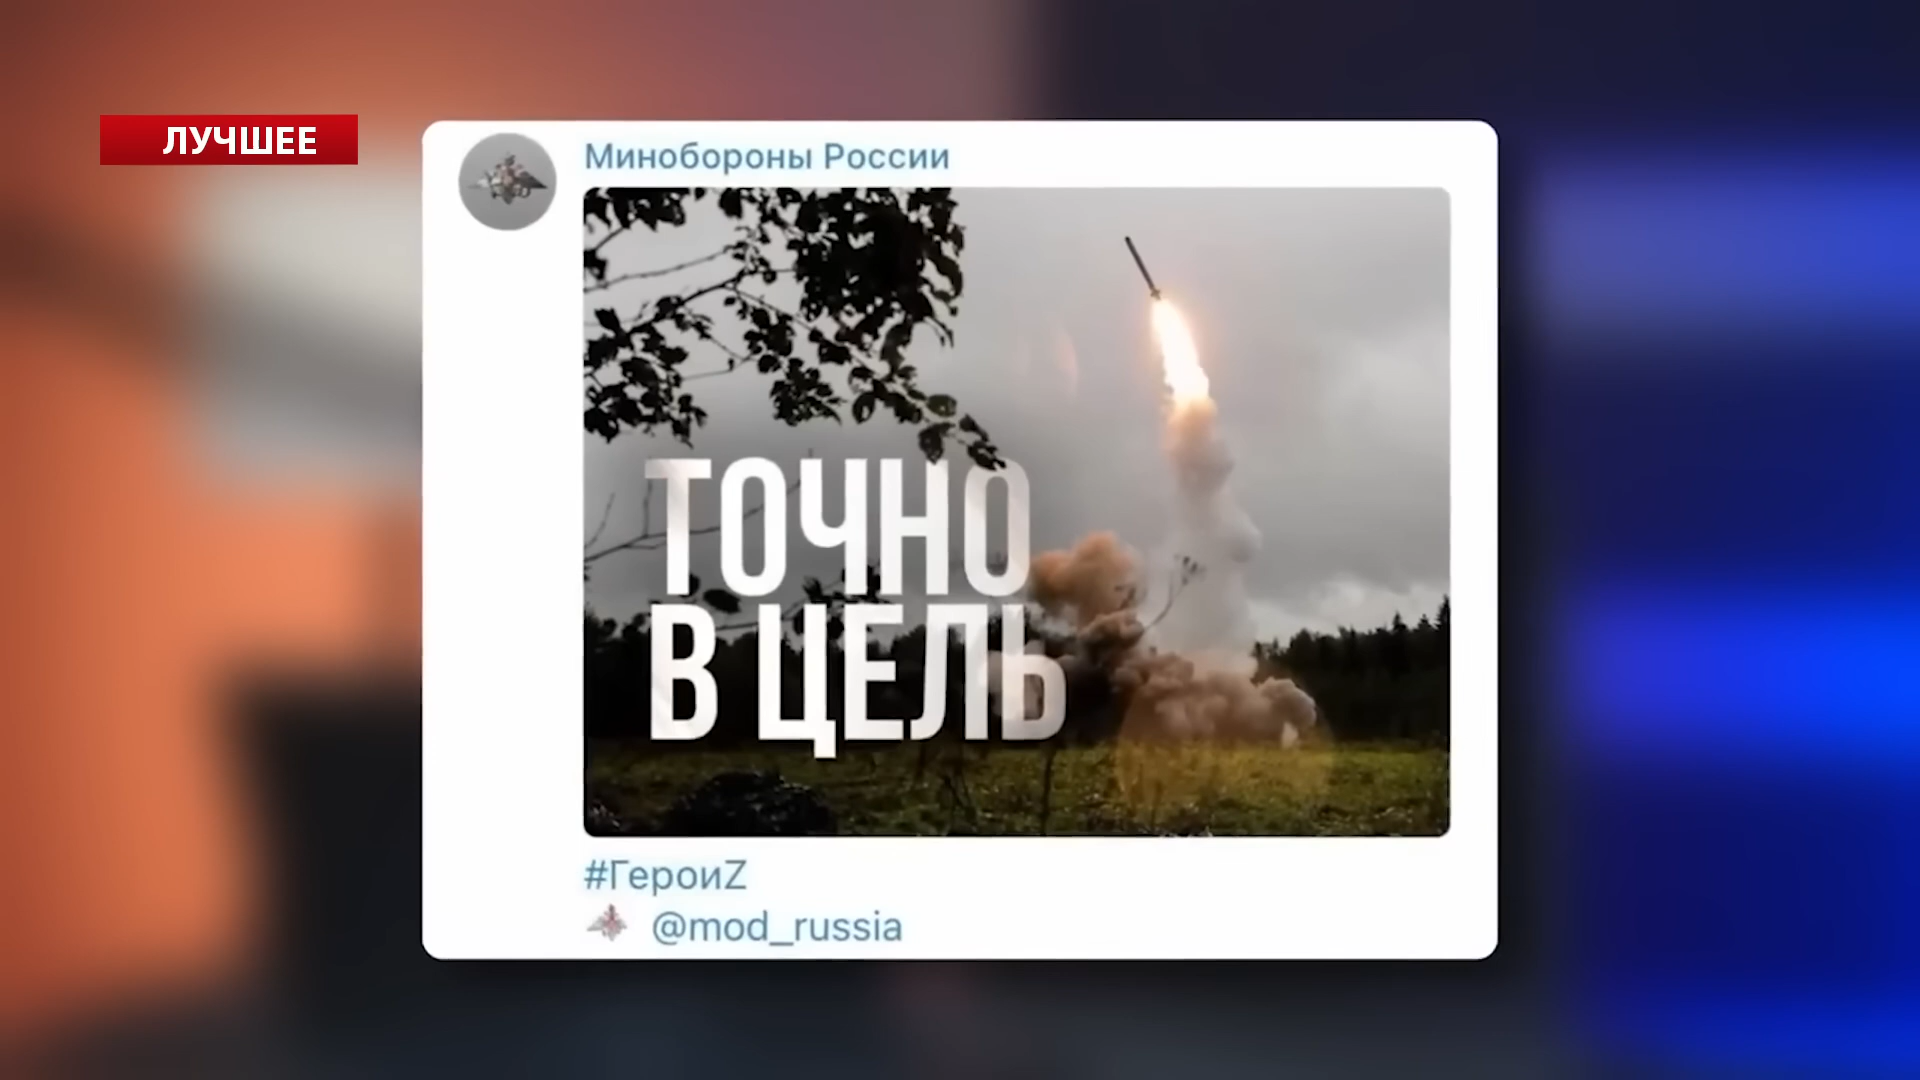 ЛУЧШЕЕ
Минобороны России
ТОЧНО
В ЦЕЛЬ
#ГероиZ
@mod_russia